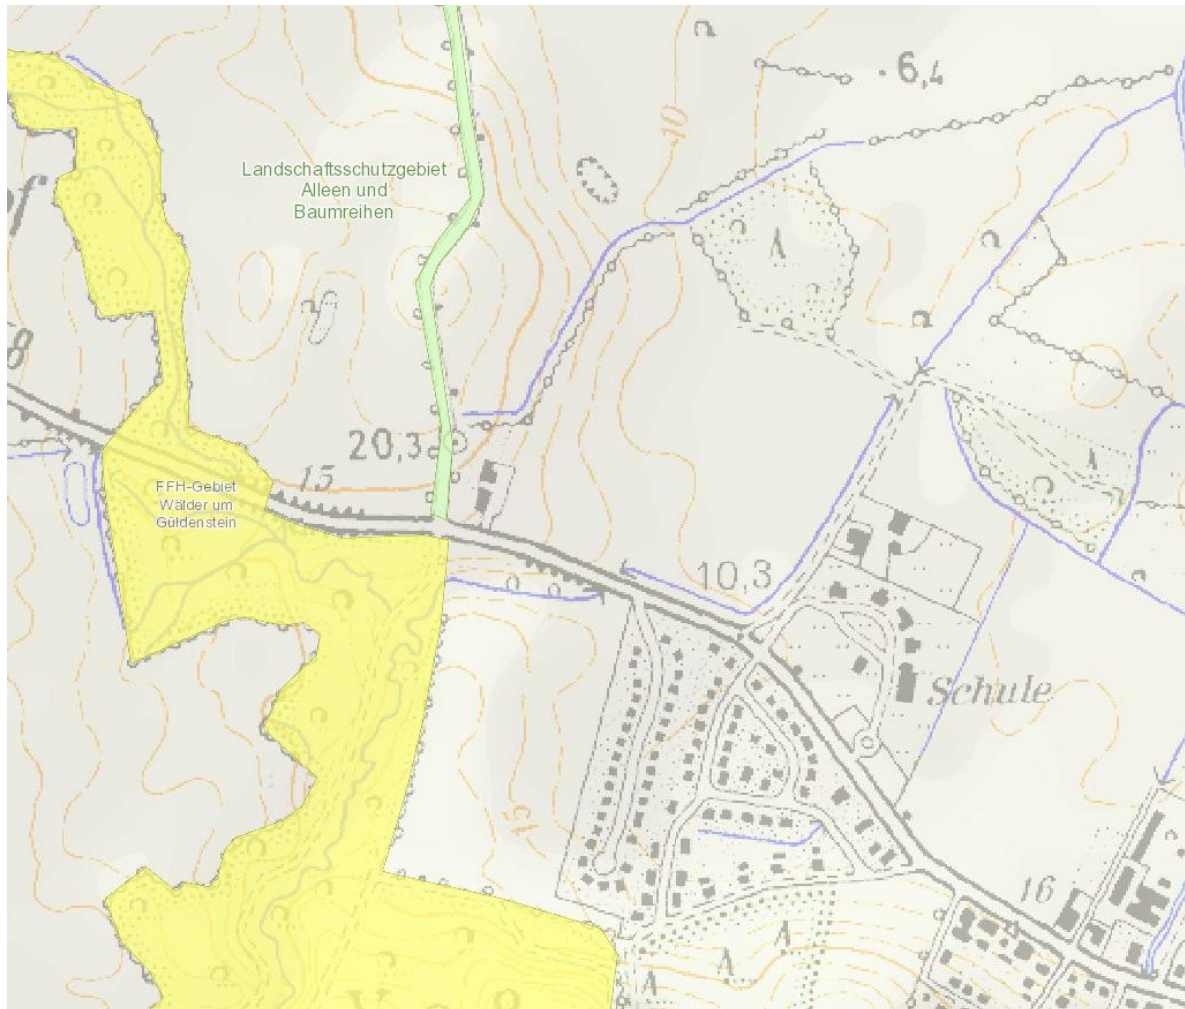 6,4
10
Landschaftsschutzgebiet
Alleen und
Baumreihen
8
20,3
15
FFH-Gebiet
Wälder um
Güldenstein
10,3
Schule
15
16